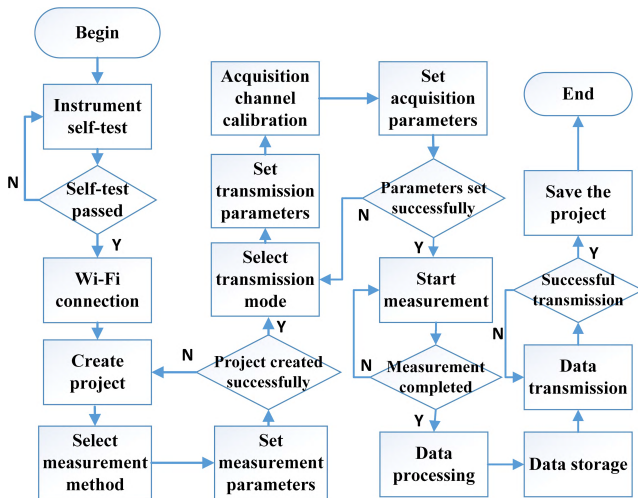 Begin
Instrument
self-test
N
Self-test
passed
Y
Wi-Fi
connection
Create
project
Select
measurement
method
Set
measurement
parameters
N
Project created
successfully
Y
Select
transmission
mode
Set
transmission
parameters
Acquisition
channel
calibration
Set
acquisition
parameters
Parameters set
successfully
N
Y
Start
measurement
N
Measurement
completed
Y
Data
processing
Data storage
Data
transmission
N
Successful
transmission
Y
Save the
project
End